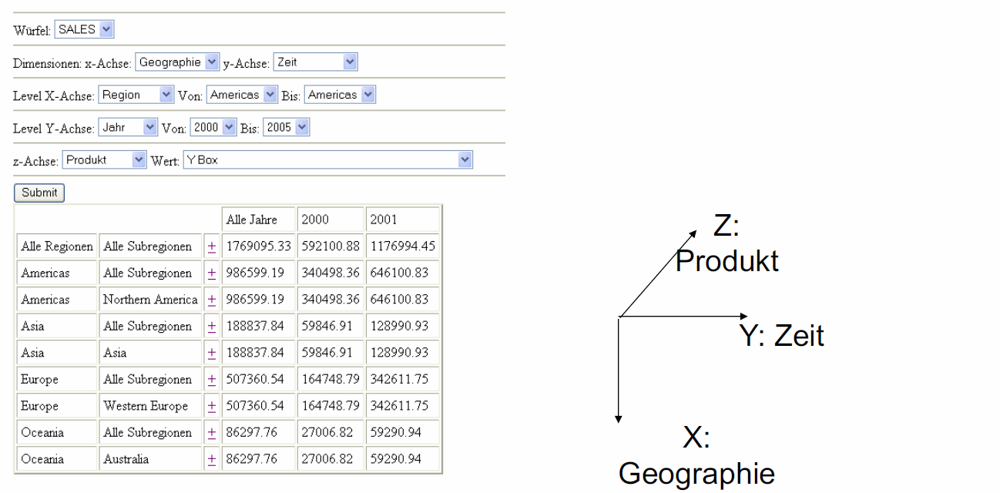 Würfel: SALES
Dimensionen: x-Achse: Geographie y-Achse: Zeit
Level X-Achse: Region Von: Americas Bis: Americas
Level Y-Achse: Jahr Von: 2000 Bis: 2005
z-Achse: Produkt Wert: Y Box
Submit
Alle Jahre 2000 2001
Alle Regionen Alle Subregionen ± 1769095.33 592100.88 1176994.45
Americas Alle Subregionen ± 986599.19 340498.36 646100.83
Americas Northern America ± 986599.19 340498.36 646100.83
Asia Alle Subregionen ± 188837.84 59846.91 128990.93
Asia Asia ± 188837.84 59846.91 128990.93
Europe Alle Subregionen ± 507360.54 164748.79 342611.75
Europe Western Europe ± 507360.54 164748.79 342611.75
Oceania Alle Subregionen ± 86297.76 27006.82 59290.94
Oceania Australia ± 86297.76 27006.82 59290.94
Z:
Produkt
Y: Zeit
X:
Geographie